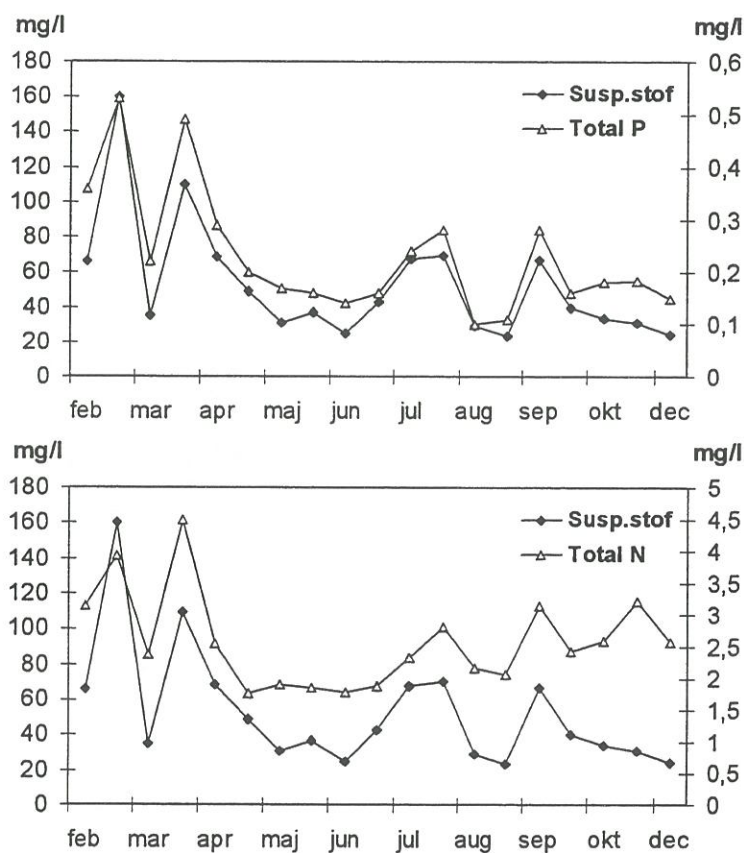 mg/l mg/l
180 0,6
160 Susp.stof
Total P 0,5
140
120 0,4
100
0,3
80
60 0,2
40
0,1
20
0 0
feb mar apr maj jun jul aug sep okt dec
mg/l mg/l
180 5
160 Susp.stof 4,5
Total N
140 4
120 3,5
100 3
2,5
80
2
60
1,5
40 1
20 0,5
0 0
feb mar apr maj jun jul aug sep okt dec